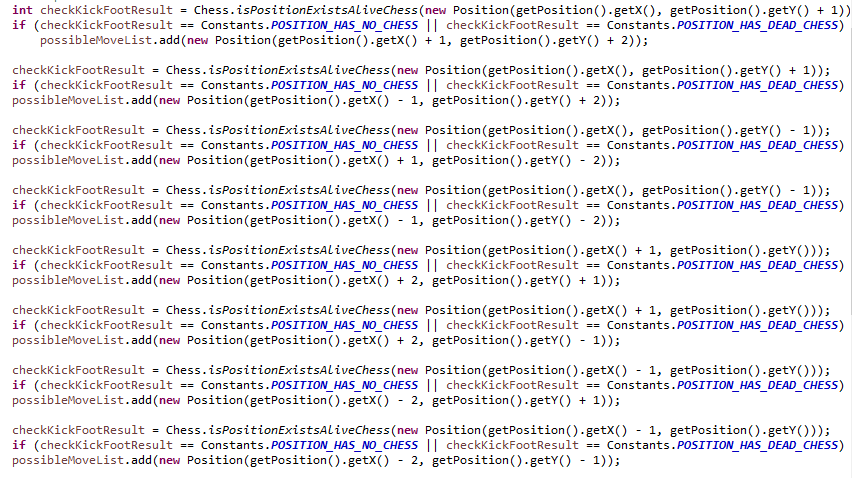 int checkKickFootResult = Chess.isPositionExistsAliveChess(new Position(getPosition().getX(), getPosition().getY() + 1))
if (checkKickFootResult == Constants.POSITION_HAS_NO_CHESS || checkKickFootResult == Constants.POSITION_HAS_DEAD_CHESS)
possibleMoveList.add(new Position(getPosition().getX() + 1, getPosition().getY() + 2));
checkKickFootResult = Chess.isPositionExistsAliveChess(new Position(getPosition().getX(), getPosition().getY() + 1));
if (checkKickFootResult == Constants.POSITION_HAS_NO_CHESS || checkKickFootResult == Constants.POSITION_HAS_DEAD_CHESS)
possibleMoveList.add(new Position(getPosition().getX() - 1, getPosition().getY() + 2));
checkKickFootResult = Chess.isPositionExistsAliveChess(new Position(getPosition().getX(), getPosition().getY() - 1));
if (checkKickFootResult == Constants.POSITION_HAS_NO_CHESS || checkKickFootResult == Constants.POSITION_HAS_DEAD_CHESS)
possibleMoveList.add(new Position(getPosition().getX() + 1, getPosition().getY() - 2));
checkKickFootResult = Chess.isPositionExistsAliveChess(new Position(getPosition().getX(), getPosition().getY() - 1));
if (checkKickFootResult == Constants.POSITION_HAS_NO_CHESS || checkKickFootResult == Constants.POSITION_HAS_DEAD_CHESS)
possibleMoveList.add(new Position(getPosition().getX() - 1, getPosition().getY() - 2));
checkKickFootResult = Chess.isPositionExistsAliveChess(new Position(getPosition().getX() + 1, getPosition().getY()));
if (checkKickFootResult == Constants.POSITION_HAS_NO_CHESS || checkKickFootResult == Constants.POSITION_HAS_DEAD_CHESS)
possibleMoveList.add(new Position(getPosition().getX() + 2, getPosition().getY() + 1));
checkKickFootResult = Chess.isPositionExistsAliveChess(new Position(getPosition().getX() + 1, getPosition().getY()));
if (checkKickFootResult == Constants.POSITION_HAS_NO_CHESS || checkKickFootResult == Constants.POSITION_HAS_DEAD_CHESS)
possibleMoveList.add(new Position(getPosition().getX() + 2, getPosition().getY() - 1));
checkKickFootResult = Chess.isPositionExistsAliveChess(new Position(getPosition().getX() - 1, getPosition().getY()));
if (checkKickFootResult == Constants.POSITION_HAS_NO_CHESS || checkKickFootResult == Constants.POSITION_HAS_DEAD_CHESS)
possibleMoveList.add(new Position(getPosition().getX() - 2, getPosition().getY() + 1));
checkKickFootResult = Chess.isPositionExistsAliveChess(new Position(getPosition().getX() - 1, getPosition().getY()));
if (checkKickFootResult == Constants.POSITION_HAS_NO_CHESS || checkKickFootResult == Constants.POSITION_HAS_DEAD_CHESS)
possibleMoveList.add(new Position(getPosition().getX() - 2, getPosition().getY() - 1));